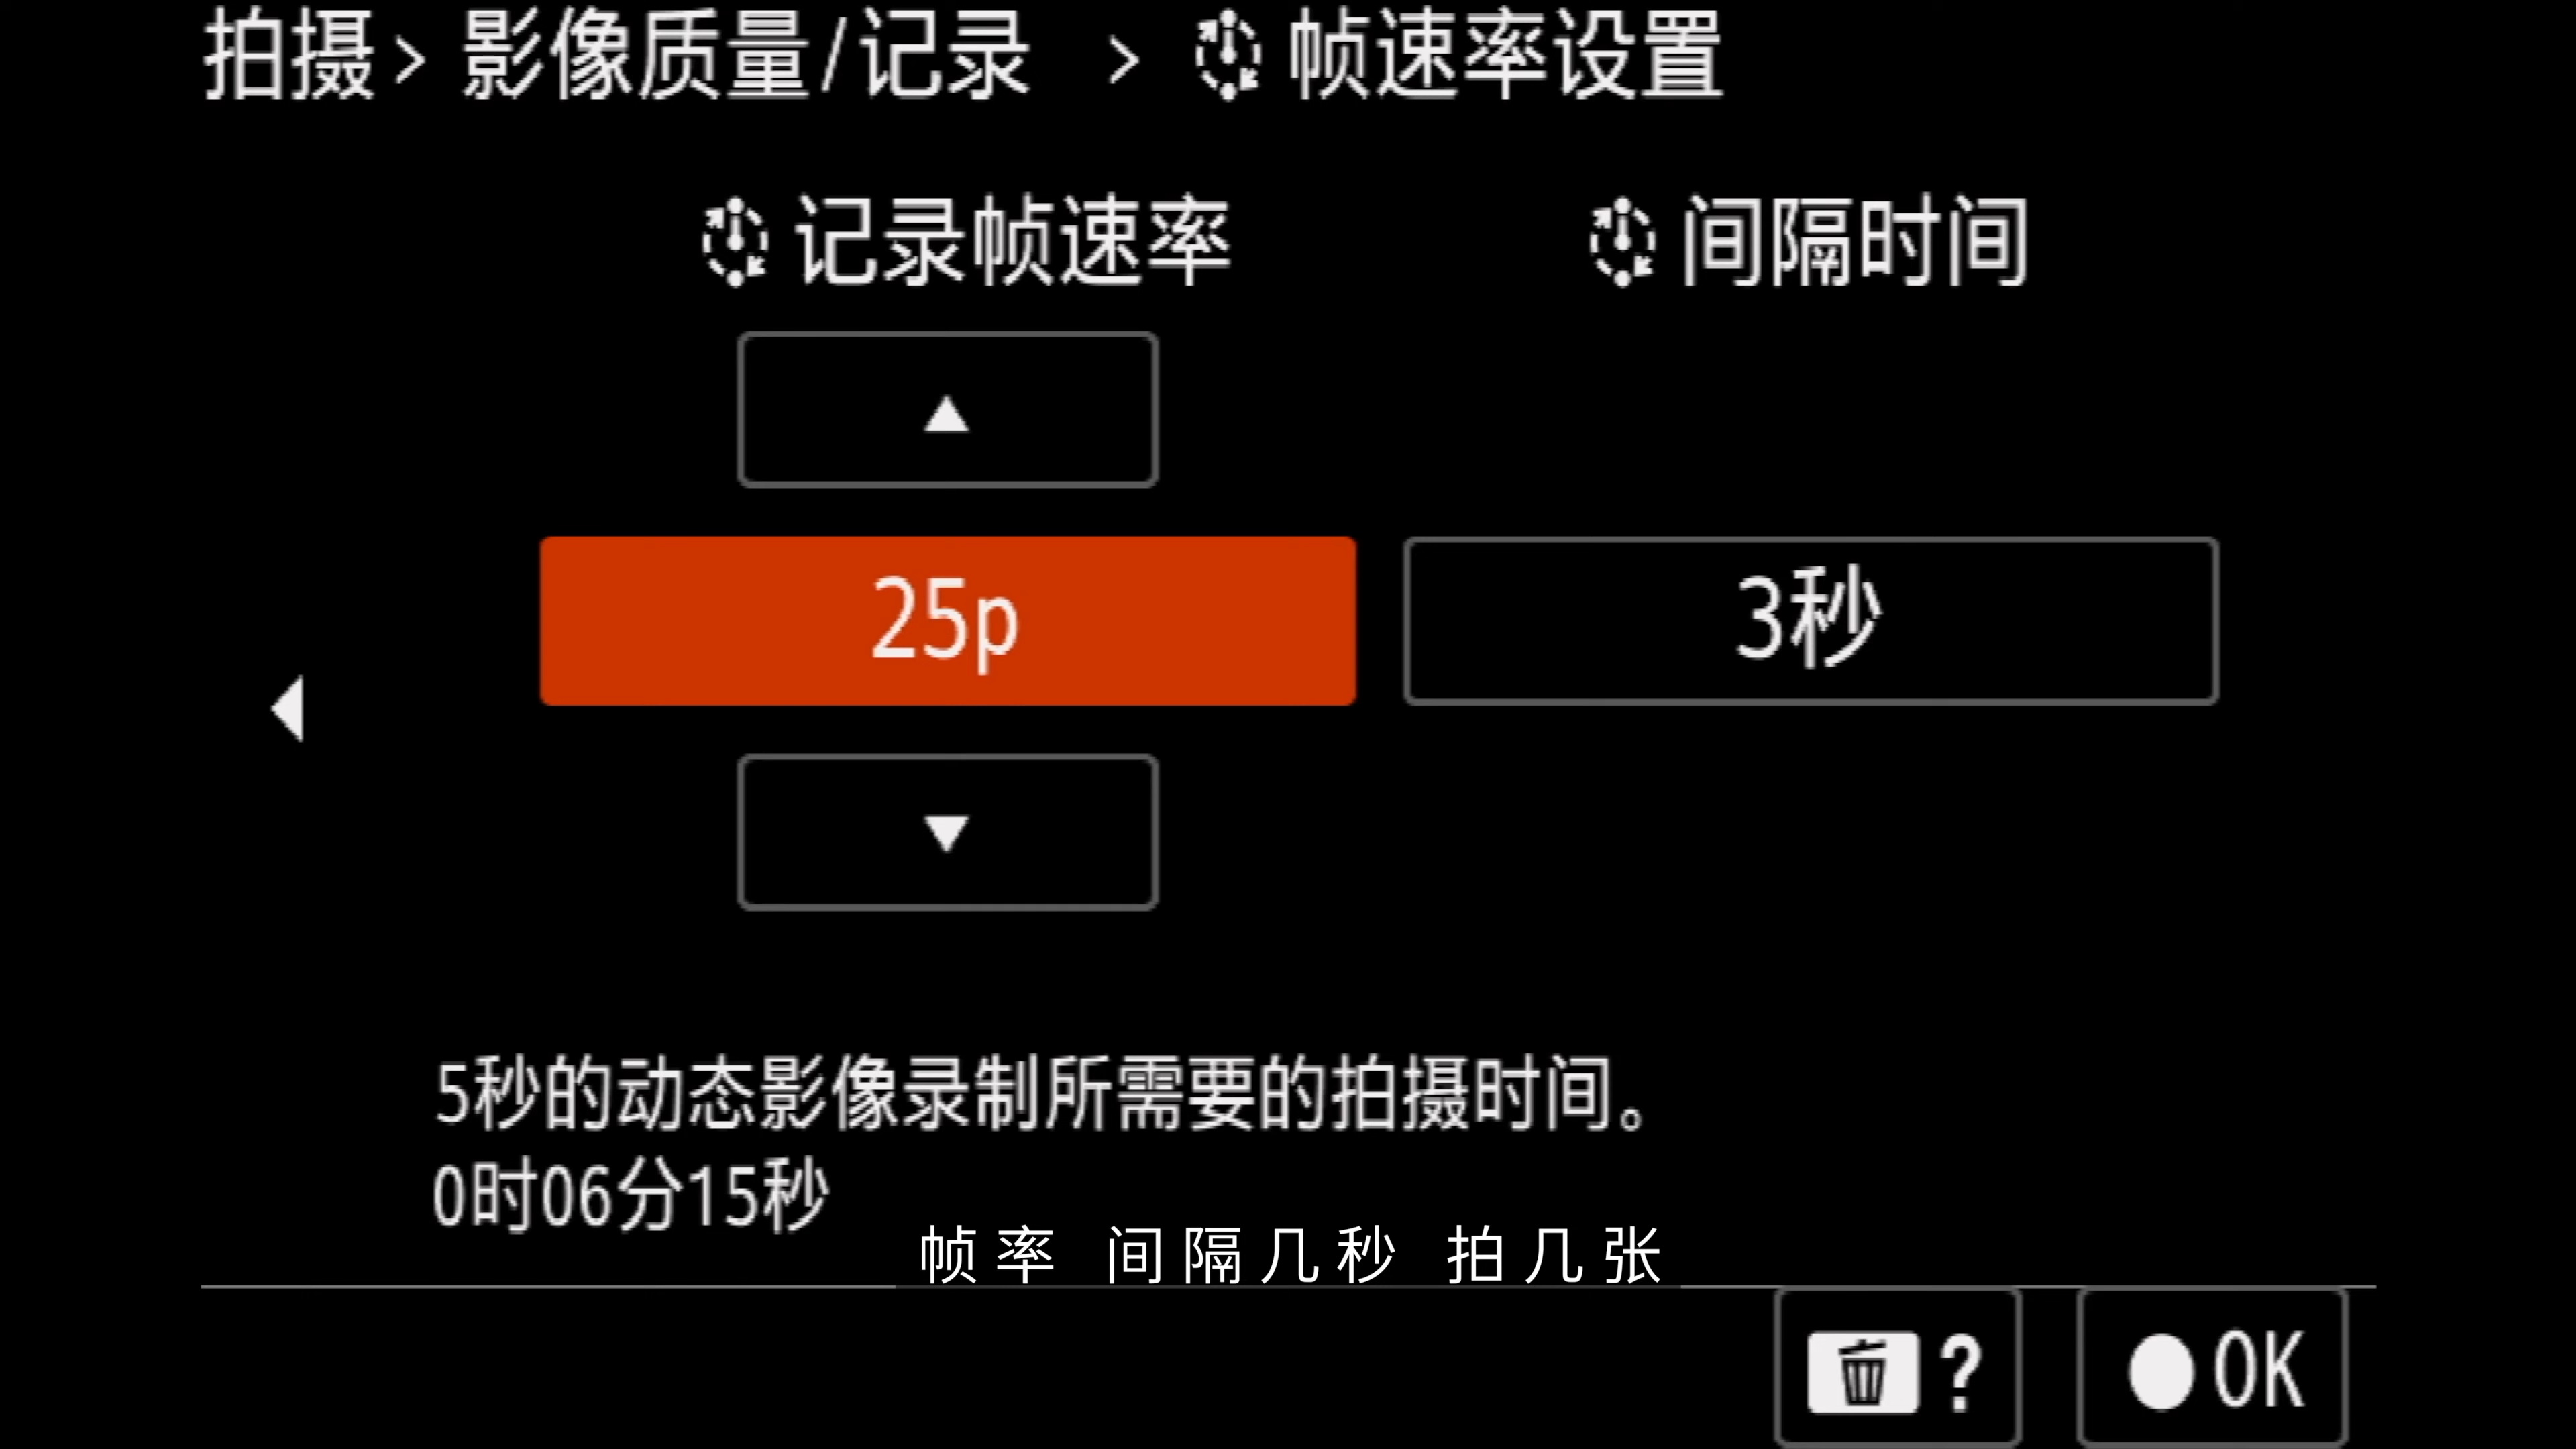 拍摄> 影像质量/记录 > 帧速率设置
记录帧速率 间隔时间
25p 3秒
5秒的动态影像录制所需要的拍摄时间。
0时06分15秒
帧率 间隔几秒 拍几张
? OK